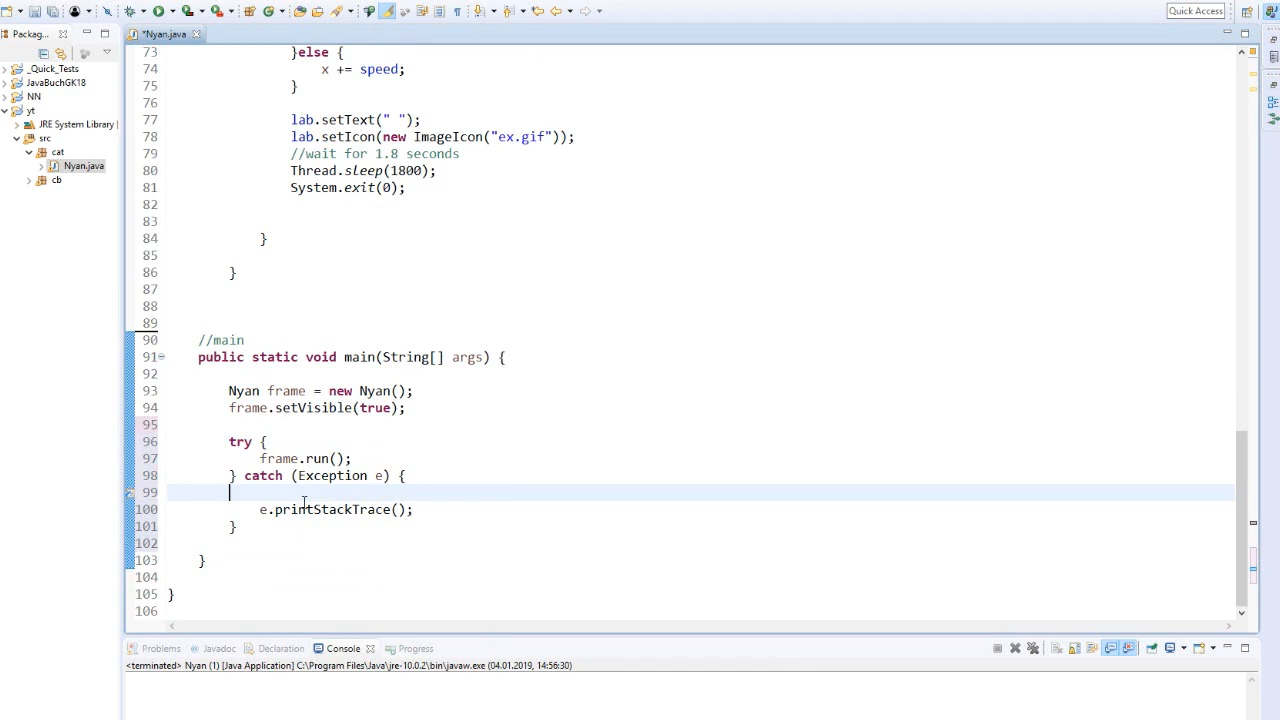 Quick Access
Packag...
*Nyan.java
_Quick_Tests
JavaBuchGK18
NN
yt
JRE System Library
src
cat
Nyan.java
cb
73 }else {
74 x += speed;
75 }
76
77 lab.setText(" ");
78 lab.setIcon(new ImageIcon("ex.gif"));
79 //wait for 1.8 seconds
80 Thread.sleep(1800);
81 System.exit(0);
82
83
84 }
85
86 }
87
88
89
90 //main
91 public static void main(String[] args) {
92
93 Nyan frame = new Nyan();
94 frame.setVisible(true);
95
96 try {
97 frame.run();
98 } catch (Exception e) {
99
100 e.printStackTrace();
101 }
102
103 }
104
105 }
106
Problems Javadoc Declaration Console Progress
<terminated> Nyan (1) [Java Application] C:\Program Files\Java\jre-10.0.2\bin\javaw.exe (04.01.2019, 14:56:30)